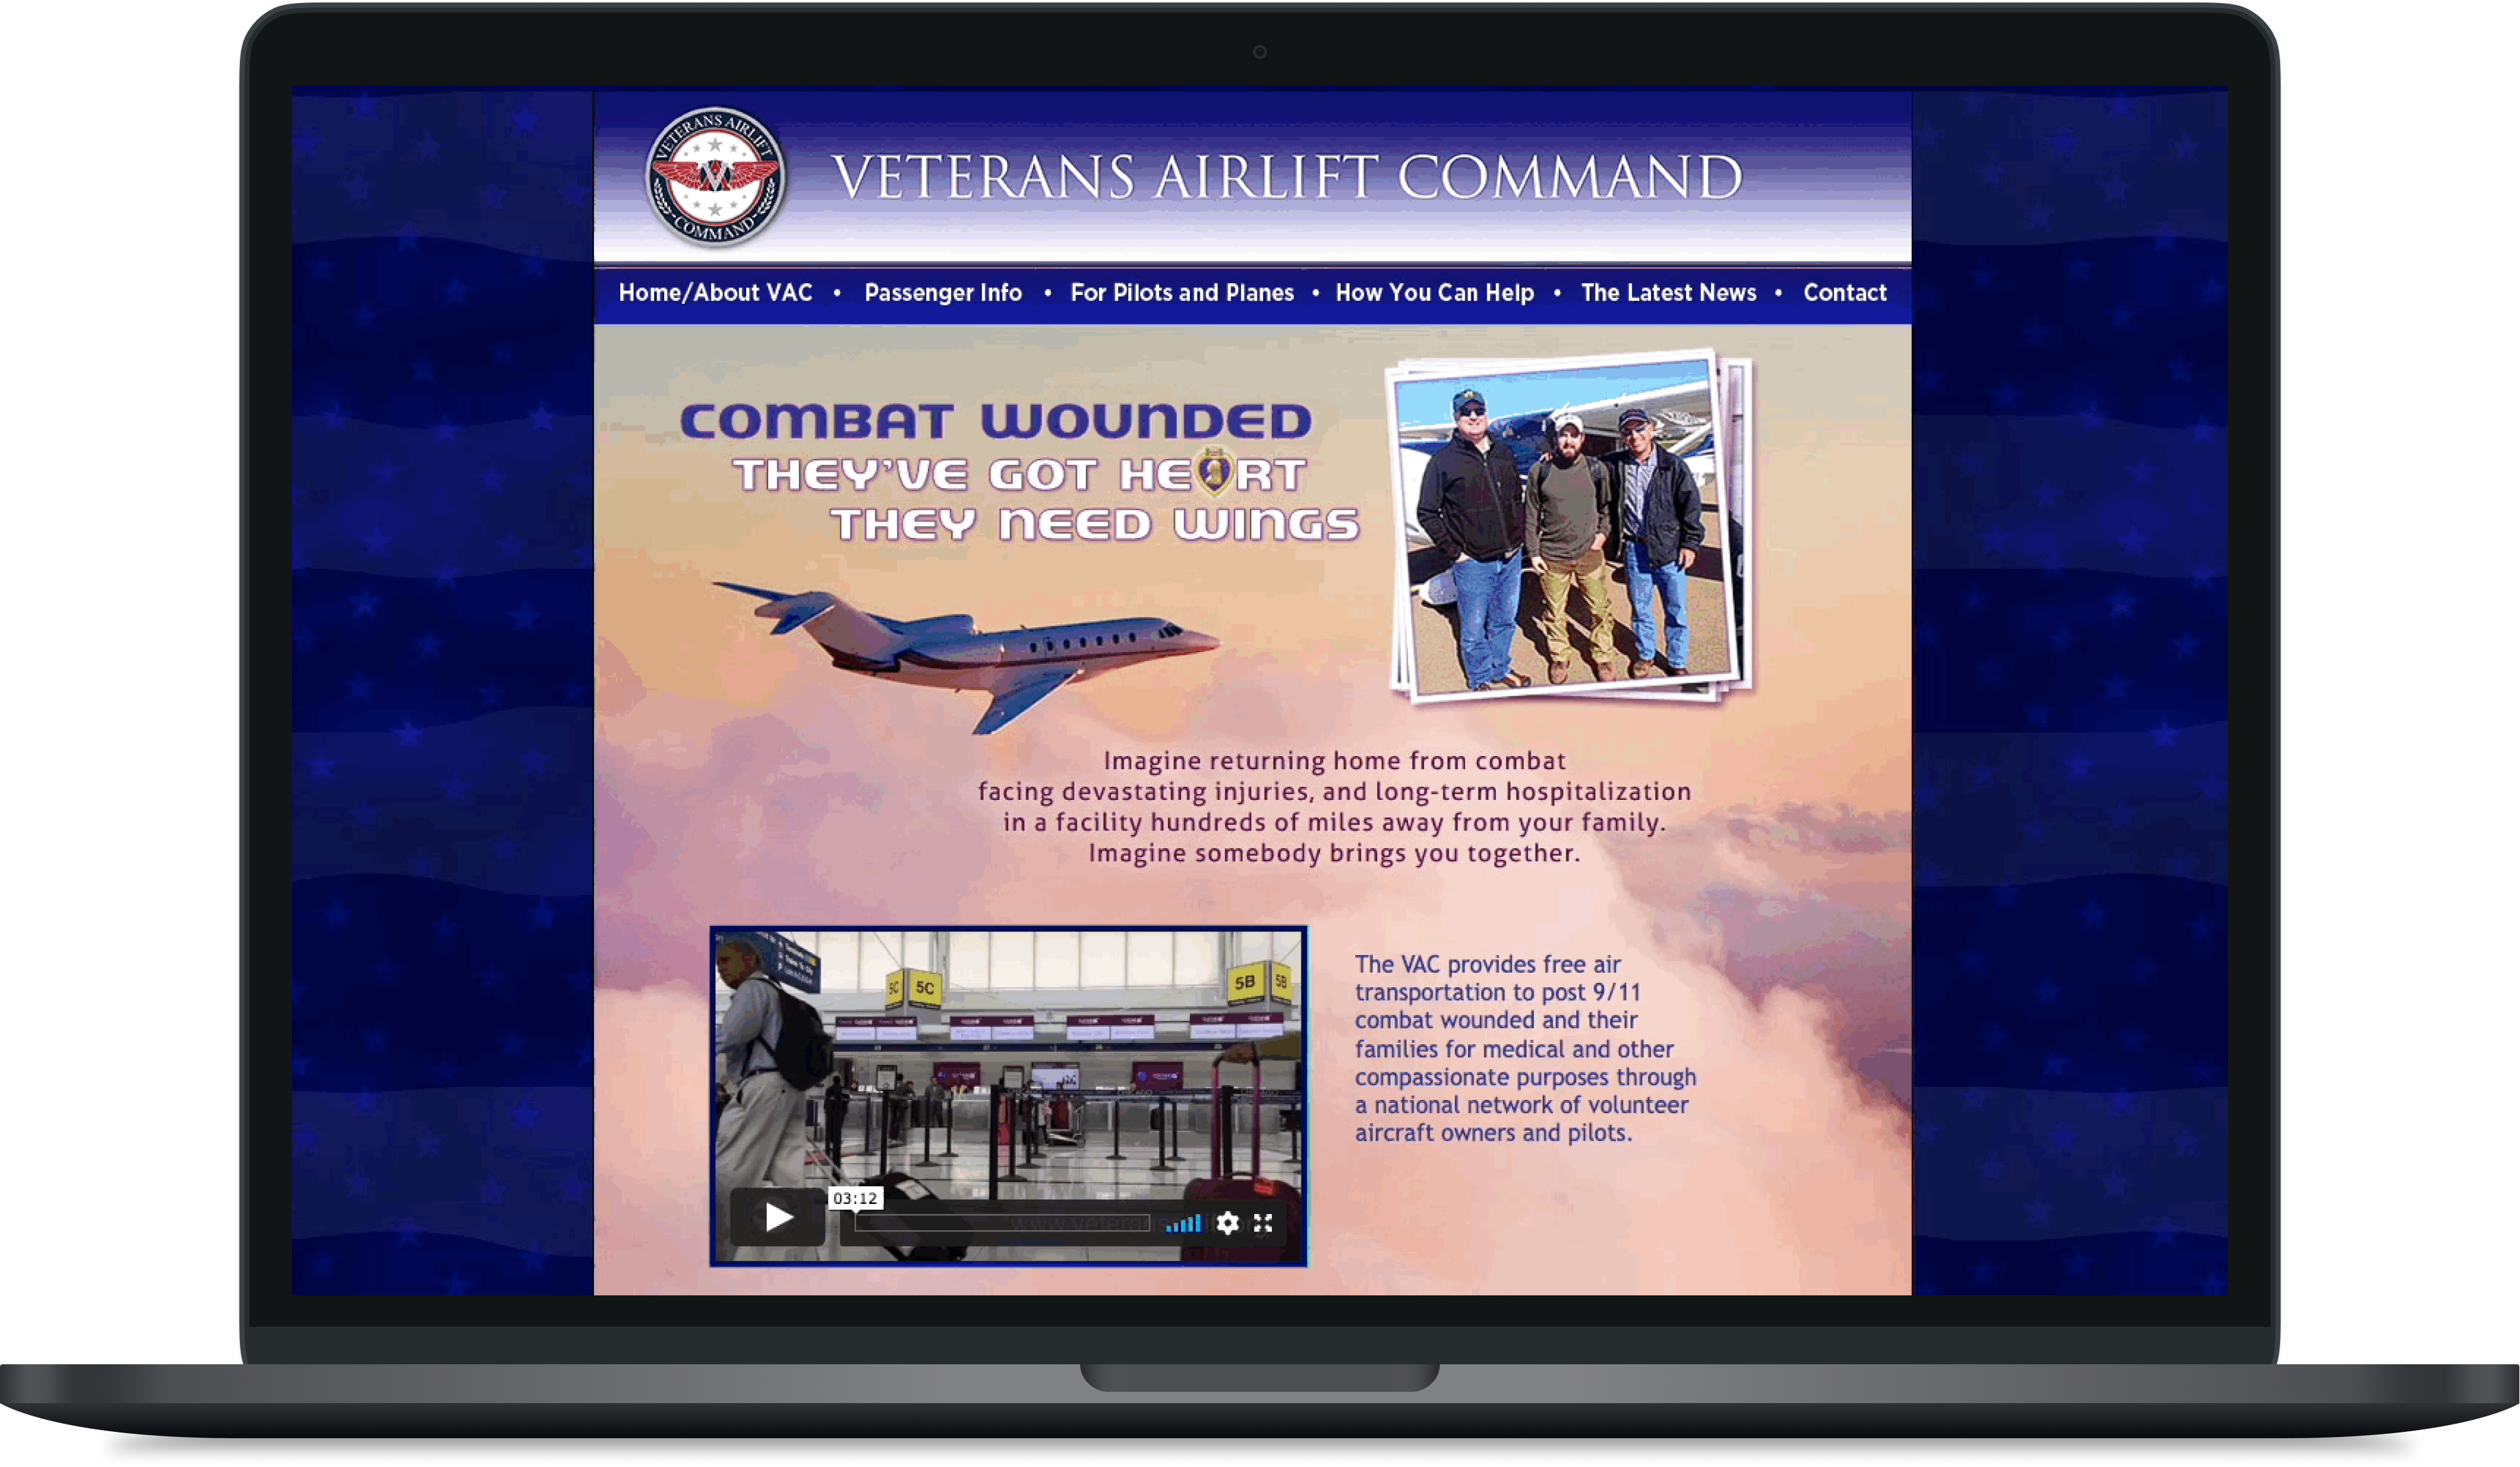 VETERANS AIRLIFT
COMMAND
VETERANS AIRLIFT COMMAND
Home/About VAC • Passenger Info • For Pilots and Planes • How You Can Help • The Latest News • Contact
COMBAT WOUNDED
THEY'VE GOT HEART
THEY NEED WINGS
Imagine returning home from combat
facing devastating injuries, and long-term hospitalization
in a facility hundreds of miles away from your family.
Imagine somebody brings you together.
5C 5C
5B 5B
03:12
The VAC provides free air
transportation to post 9/11
combat wounded and their
families for medical and other
compassionate purposes through
a national network of volunteer
aircraft owners and pilots.